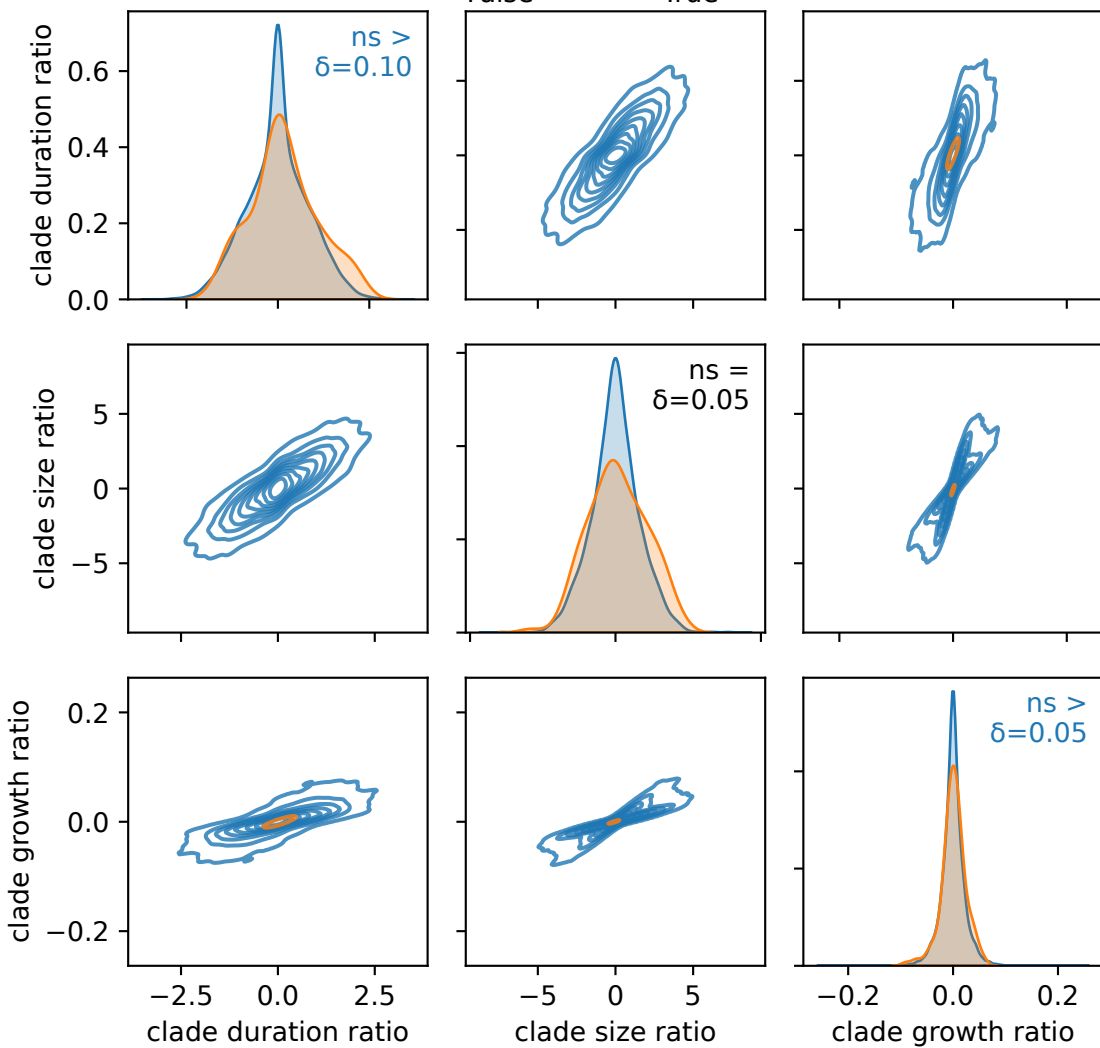 True
clade duration ratio
0.6
0.4
0.2
0.0
ns >
δ=0.10
clade size ratio
5
0
−5
ns =
δ=0.05
clade growth ratio
0.2
0.0
−0.2
ns >
δ=0.05
−2.5 0.0 2.5
clade duration ratio
−5 0 5
clade size ratio
−0.2 0.0 0.2
clade growth ratio